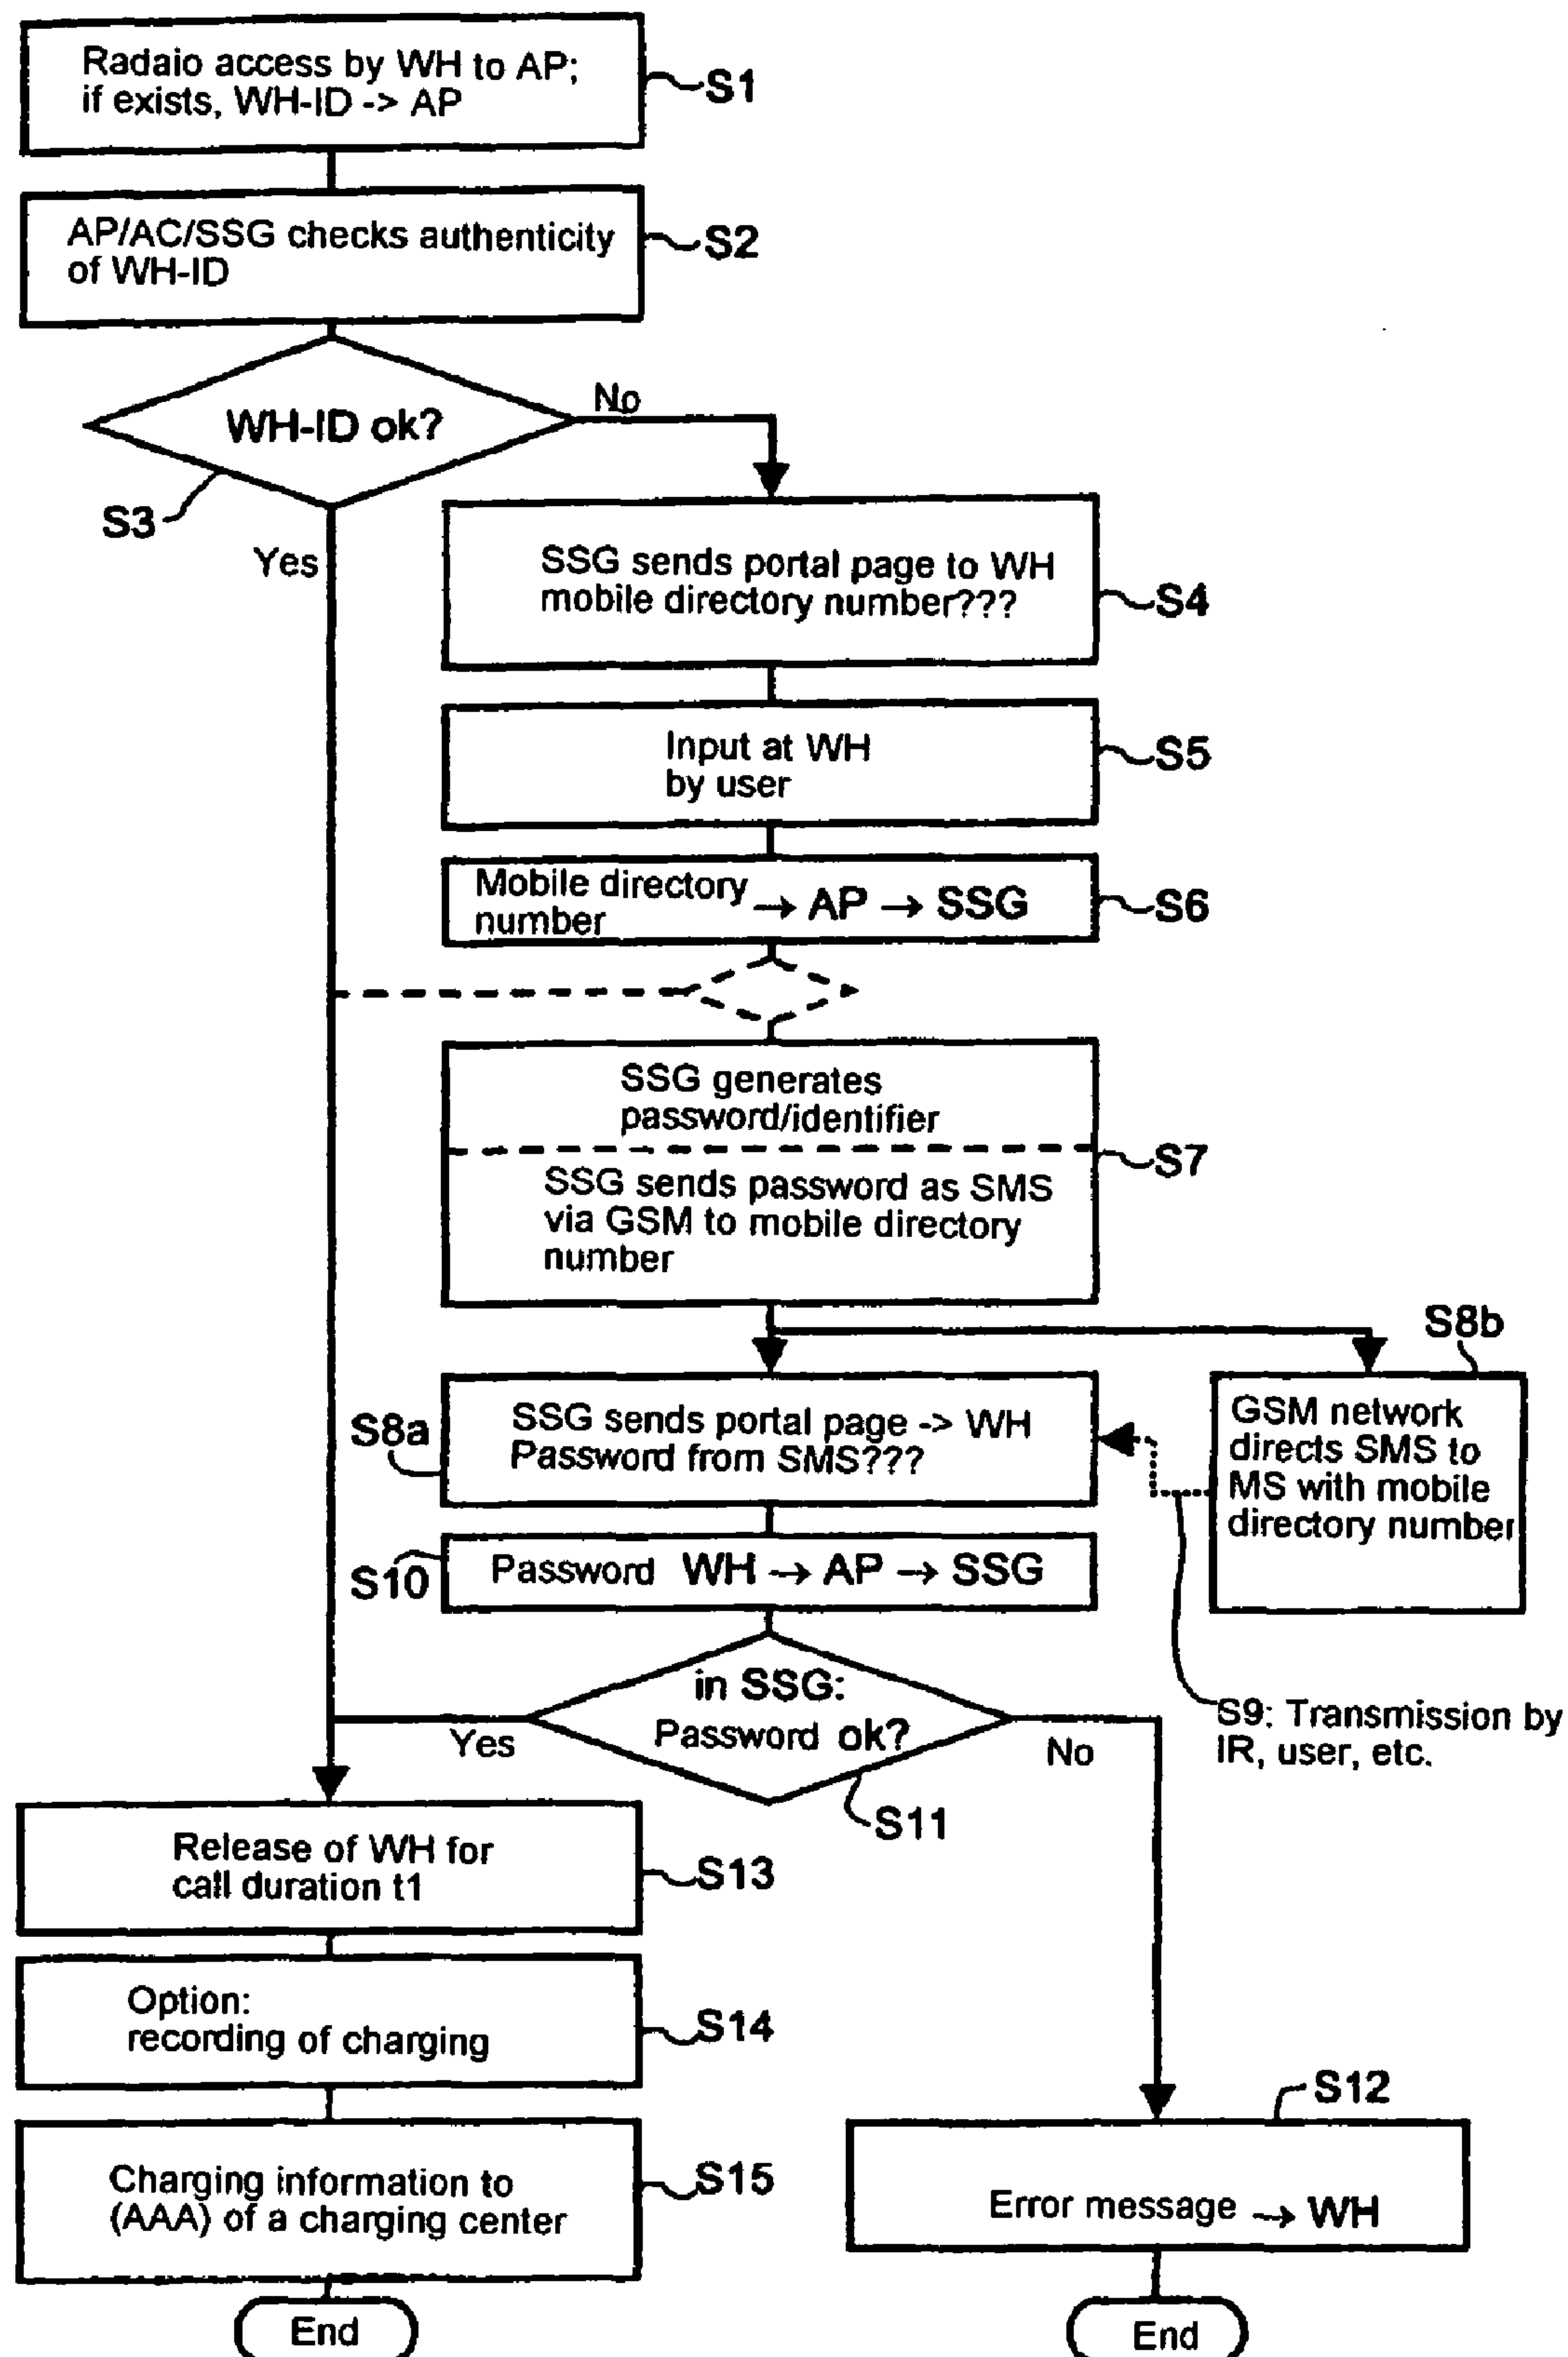 Radaio access by WH to AP;
if exists, WH-ID -> AP
S1
AP/AC/SSG checks authenticity
of WH-ID
S2
WH-ID ok?
No
S3
Yes
SSG sends portal page to WH
mobile directory number???
S4
Input at WH
by user
S5
Mobile directory
number → AP → SSG
S6
SSG generates
password/identifier
S7
SSG sends password as SMS
via GSM to mobile directory
number
S8b
S8a
SSG sends portal page -> WH
Password from SMS???
GSM network
directs SMS to
MS with mobile
directory number
S10
Password WH → AP → SSG
in SSG:
Password ok?
Yes
No
S9: Transmission by
IR, user, etc.
S11
Release of WH for
call duration t1
S13
Option:
recording of charging
S14
S12
Charging information to
(AAA) of a charging center
S15
Error message → WH
End
End